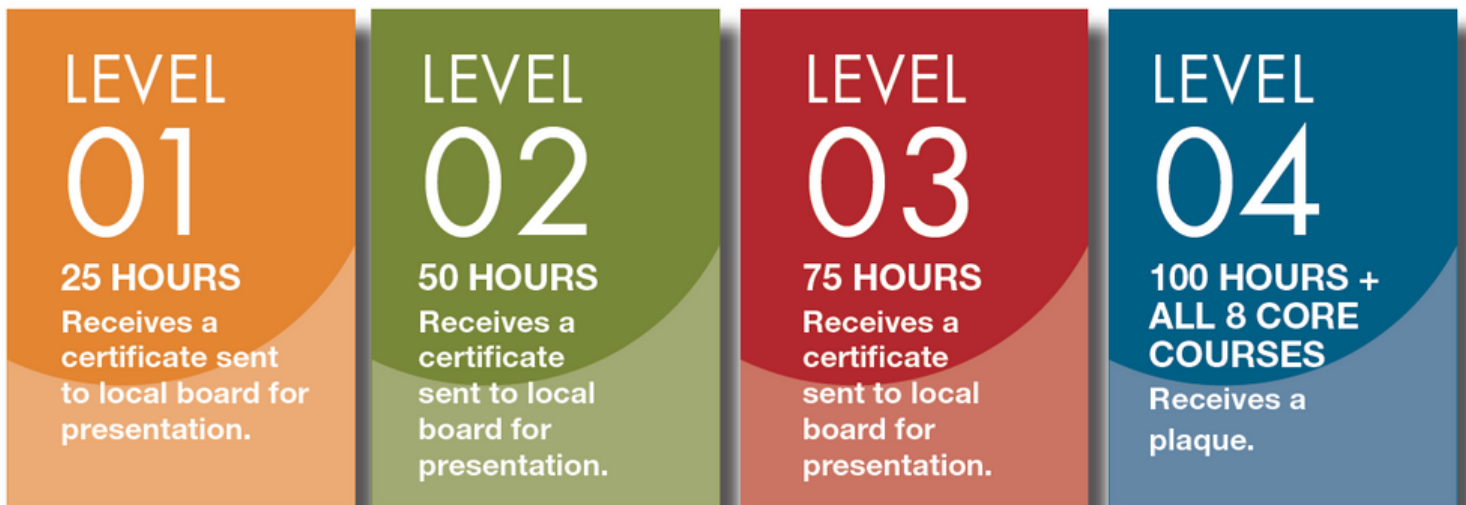 LEVEL
01
25 HOURS
Receives a
certificate sent
to local board for
presentation.
LEVEL
02
50 HOURS
Receives a
certificate
sent to local
board for
presentation.
LEVEL
03
75 HOURS
Receives a
certificate
sent to local
board for
presentation.
LEVEL
04
100 HOURS +
ALL 8 CORE
COURSES
Receives a
plaque.